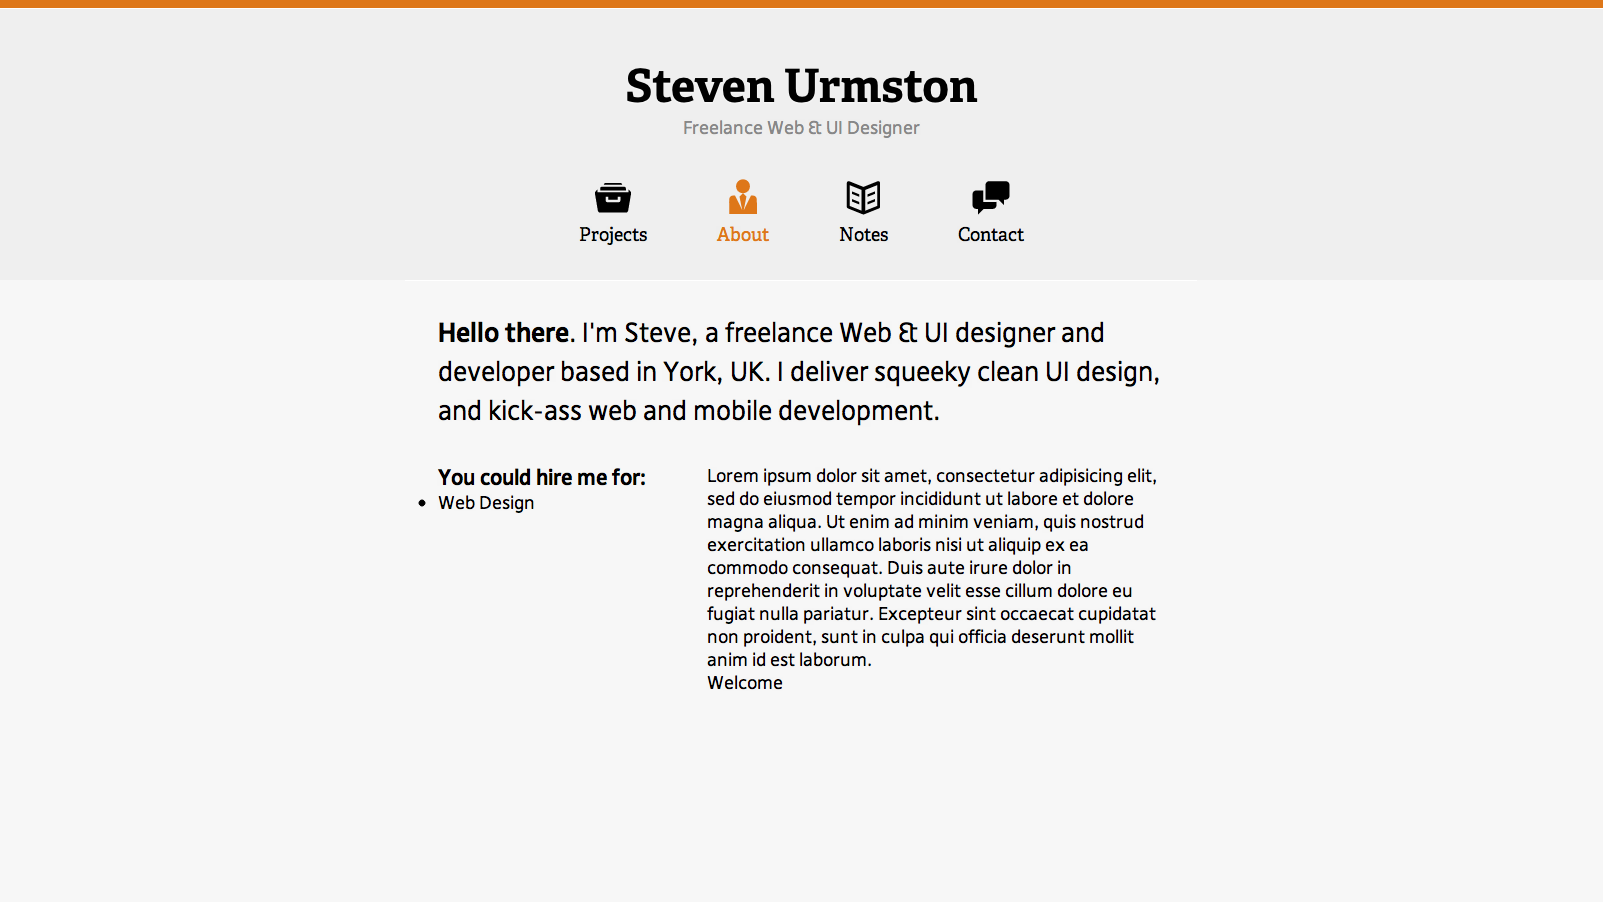 Steven Urmston
Freelance Web & UI Designer
Projects
About
Notes
Contact
Hello there. I'm Steve, a freelance Web & UI designer and
developer based in York, UK. I deliver squeeky clean UI design,
and kick-ass web and mobile development.
You could hire me for:
• Web Design
Lorem ipsum dolor sit amet, consectetur adipisicing elit,
sed do eiusmod tempor incididunt ut labore et dolore
magna aliqua. Ut enim ad minim veniam, quis nostrud
exercitation ullamco laboris nisi ut aliquip ex ea
commodo consequat. Duis aute irure dolor in
reprehenderit in voluptate velit esse cillum dolore eu
fugiat nulla pariatur. Excepteur sint occaecat cupidatat
non proident, sunt in culpa qui officia deserunt mollit
anim id est laborum.
Welcome